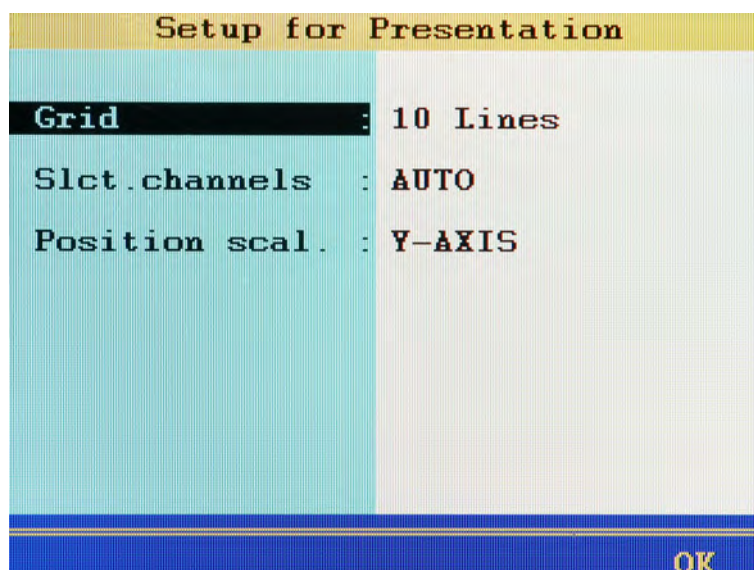 Setup for Presentation
Grid : 10 Lines
Slct.channels : AUTO
Position scal. : Y-AXIS
OK